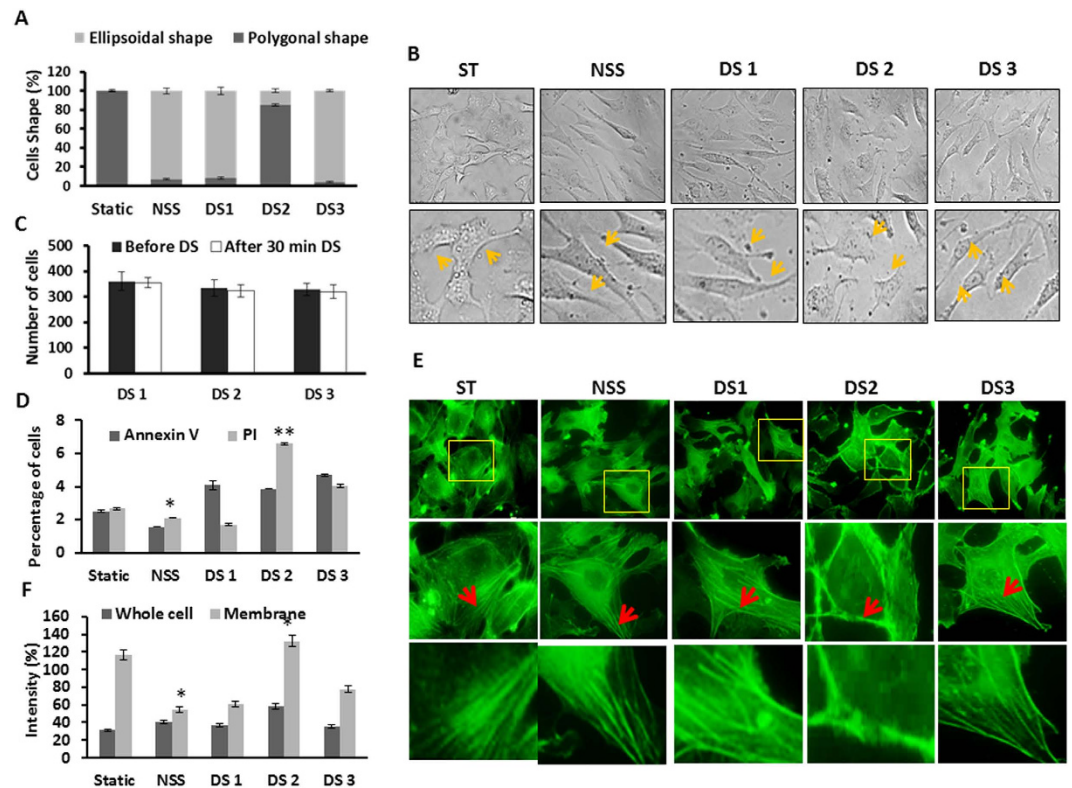 A
Ellipsoidal shape Polygonal shape
Cells Shape (%)
120
100
80
60
40
20
0
Static NSS DS1 DS2 DS3
B
ST NSS DS 1 DS 2 DS 3
C
Before DS After 30 min DS
Number of cells
500
400
300
200
100
0
DS 1 DS 2 DS 3
D
Annexin V PI
Percentage of cells
8
6
4
2
0
* **
Static NSS DS 1 DS 2 DS 3
E
ST NSS DS1 DS2 DS3
F
Whole cell Membrane
Intensity (%)
160
140
120
100
80
60
40
20
0
* *
Static NSS DS 1 DS 2 DS 3